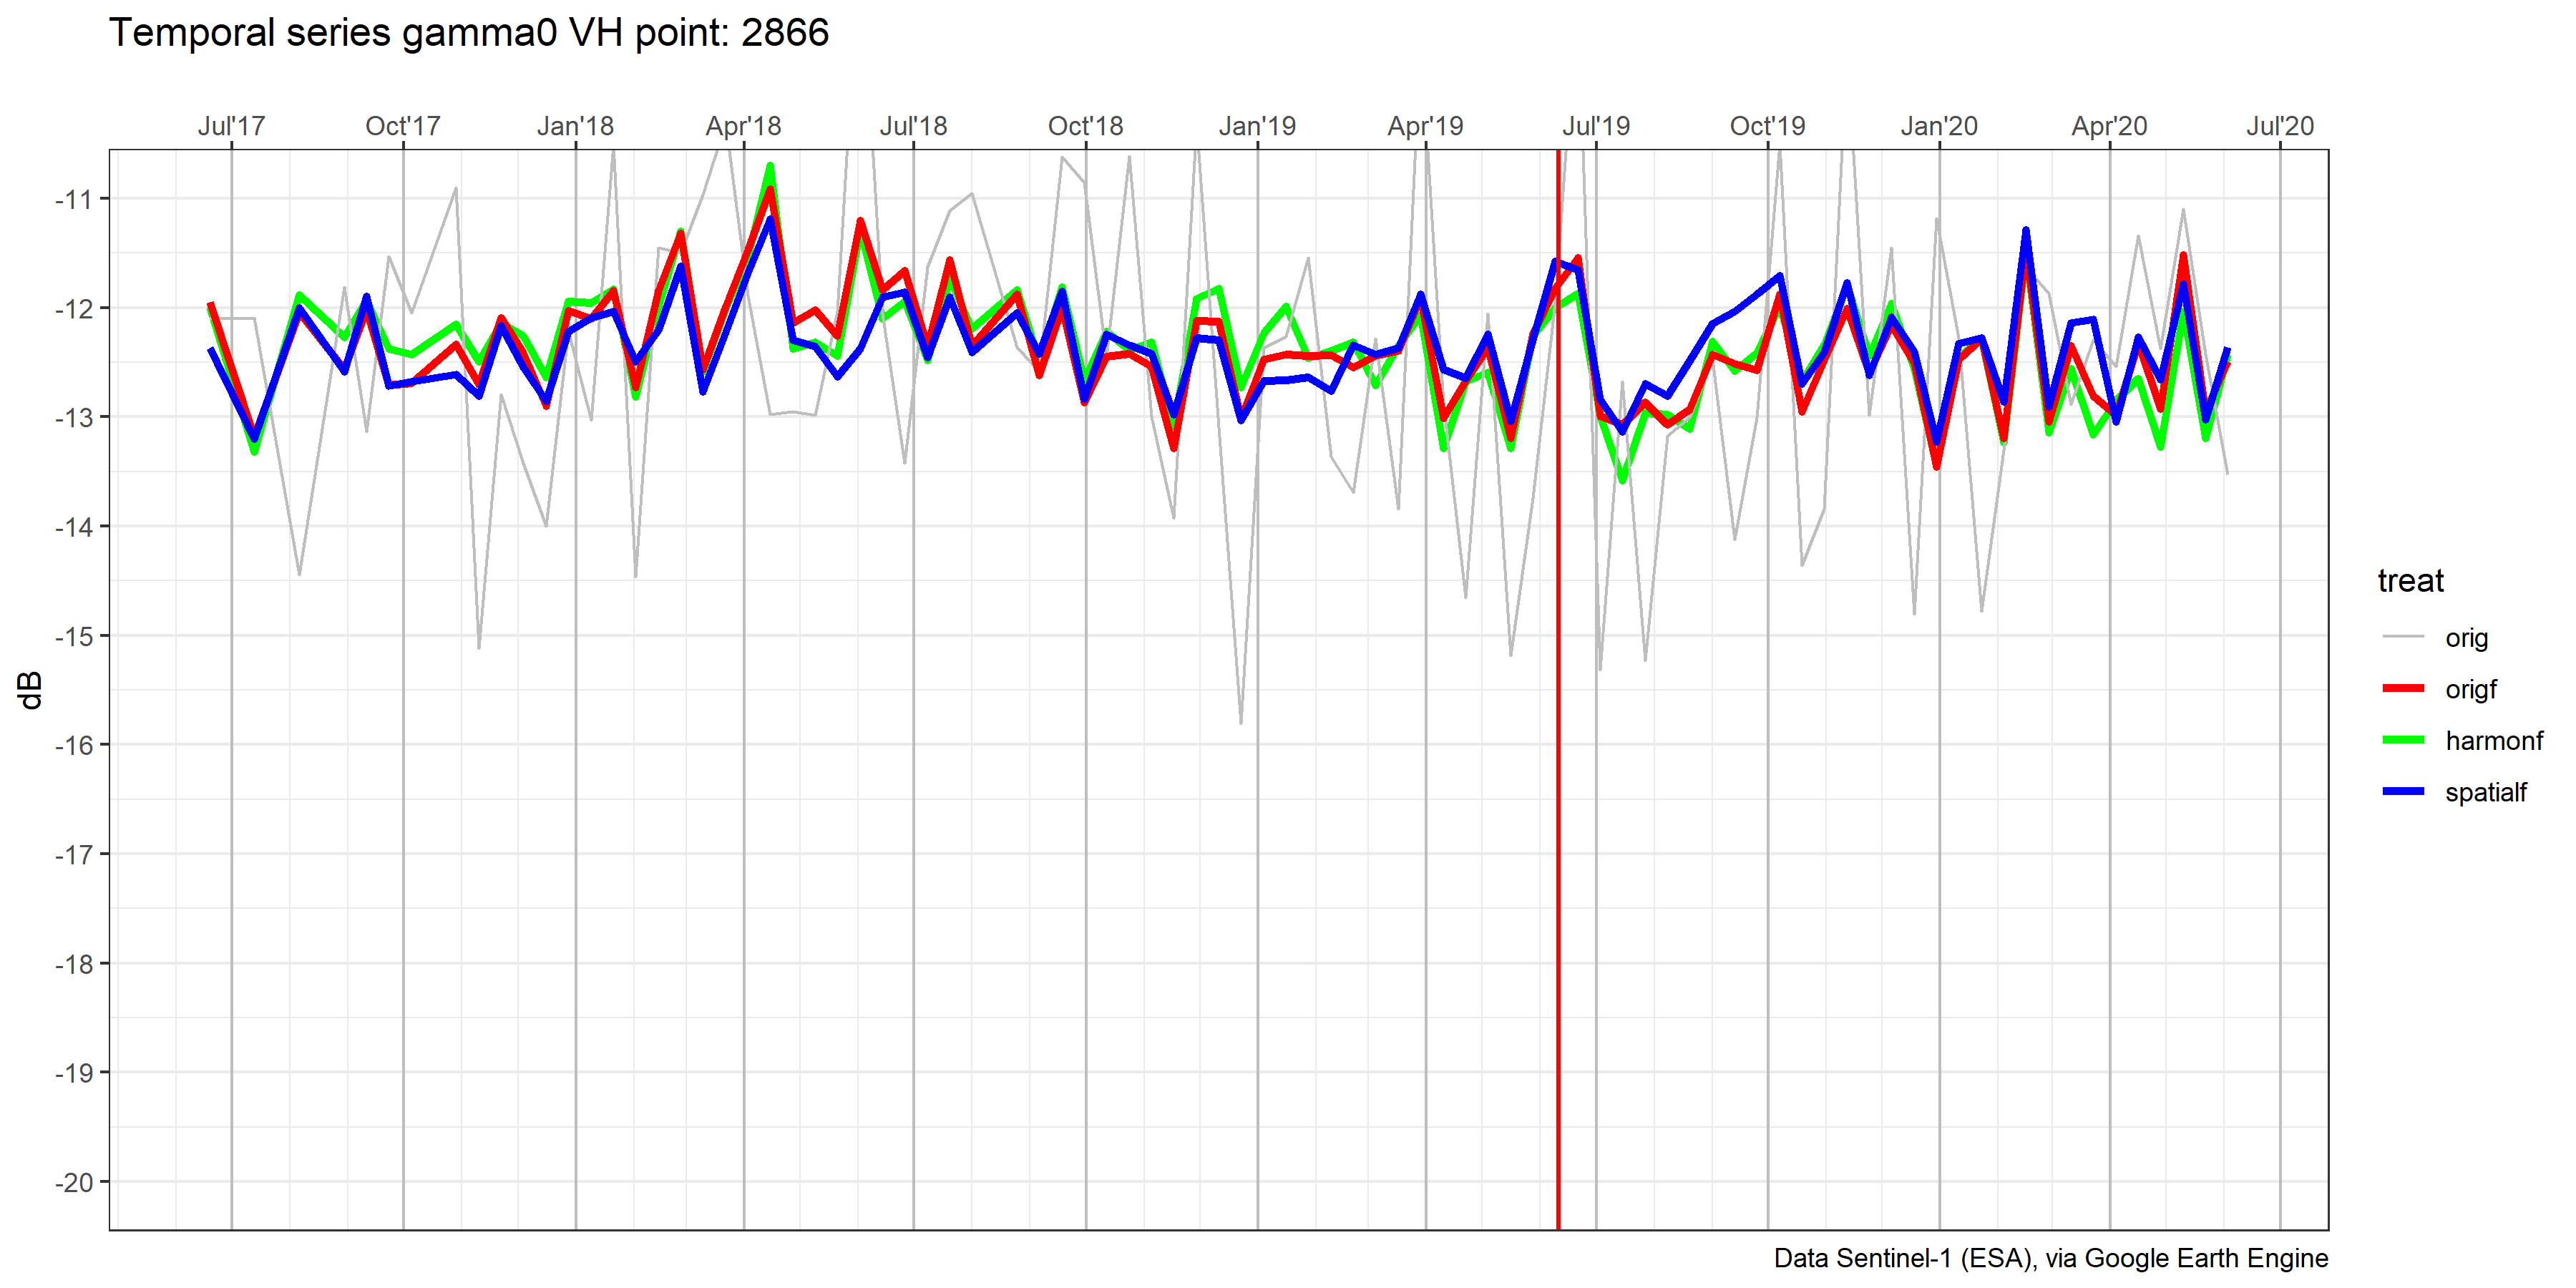 Temporal series gamma0 VH point: 2866
Jul'17 Oct'17 Jan'18 Apr'18 Jul'18 Oct'18 Jan'19 Apr'19 Jul'19 Oct'19 Jan'20 Apr'20 Jul'20
-11
-12
-13
-14
-15
-16
-17
-18
-19
-20
dB
treat
orig
origf
harmonf
spatialf
Data Sentinel-1 (ESA), via Google Earth Engine